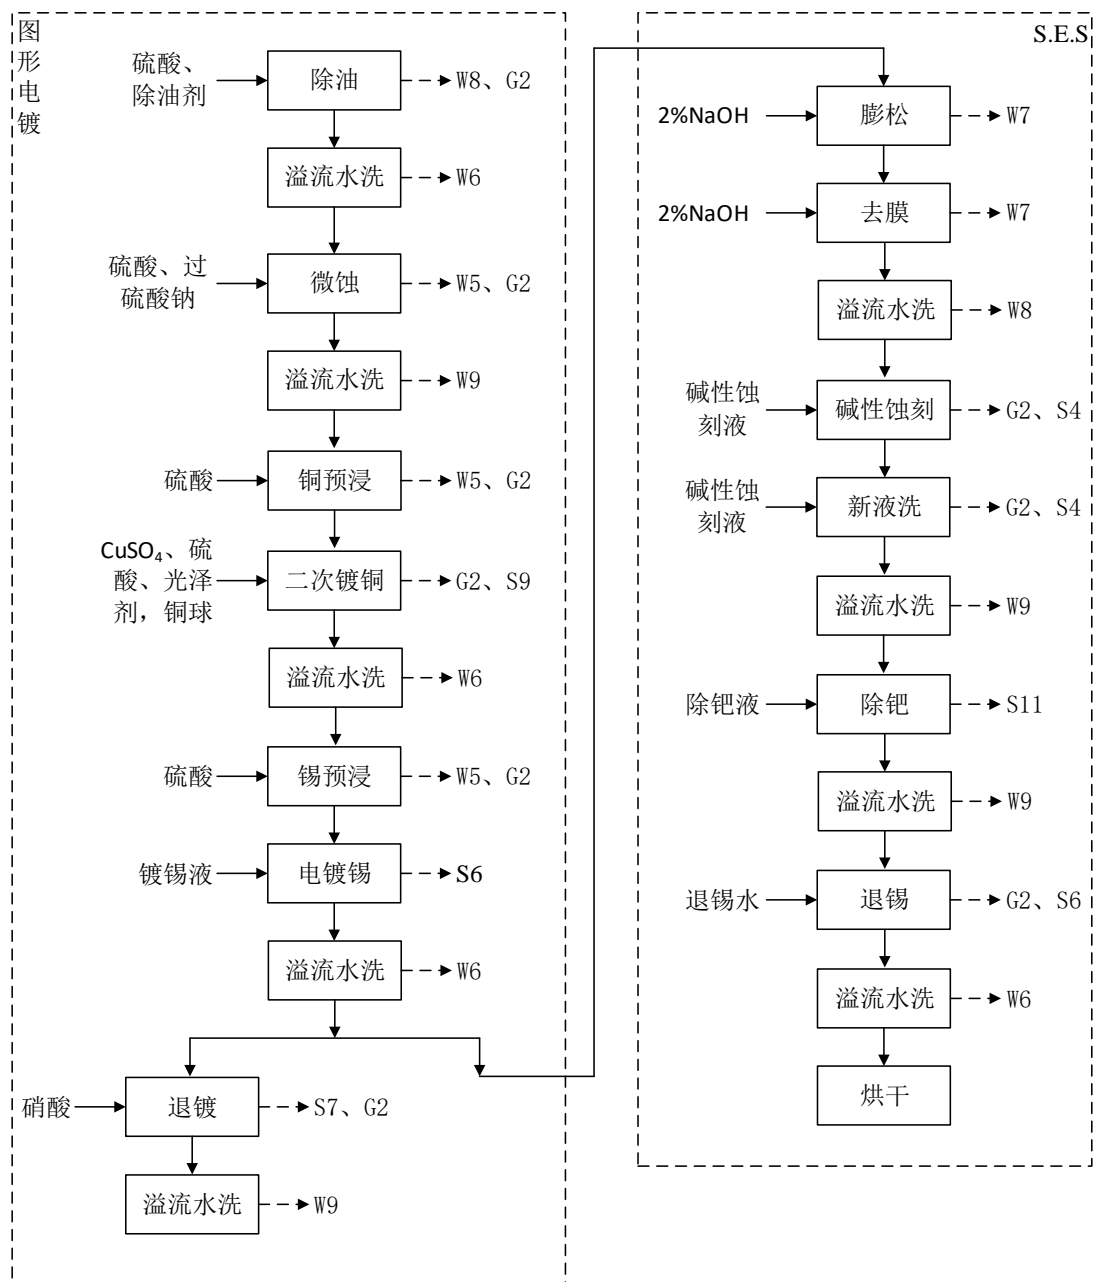 图
形
电
镀
硫酸、
除油剂
除油
W8、G2
溢流水洗
W6
硫酸、过
硫酸钠
微蚀
W5、G2
溢流水洗
W9
硫酸
铜预浸
W5、G2
CuSO₄、硫
酸、光泽
剂，铜球
二次镀铜
G2、S9
溢流水洗
W6
硫酸
锡预浸
W5、G2
镀锡液
电镀锡
S6
溢流水洗
W6
硝酸
退镀
S7、G2
溢流水洗
W9
S.E.S
2%NaOH
膨松
W7
2%NaOH
去膜
W7
溢流水洗
W8
碱性蚀
刻液
碱性蚀刻
G2、S4
碱性蚀
刻液
新液洗
G2、S4
溢流水洗
W9
除钯液
除钯
S11
溢流水洗
W9
退锡水
退锡
G2、S6
溢流水洗
W6
烘干